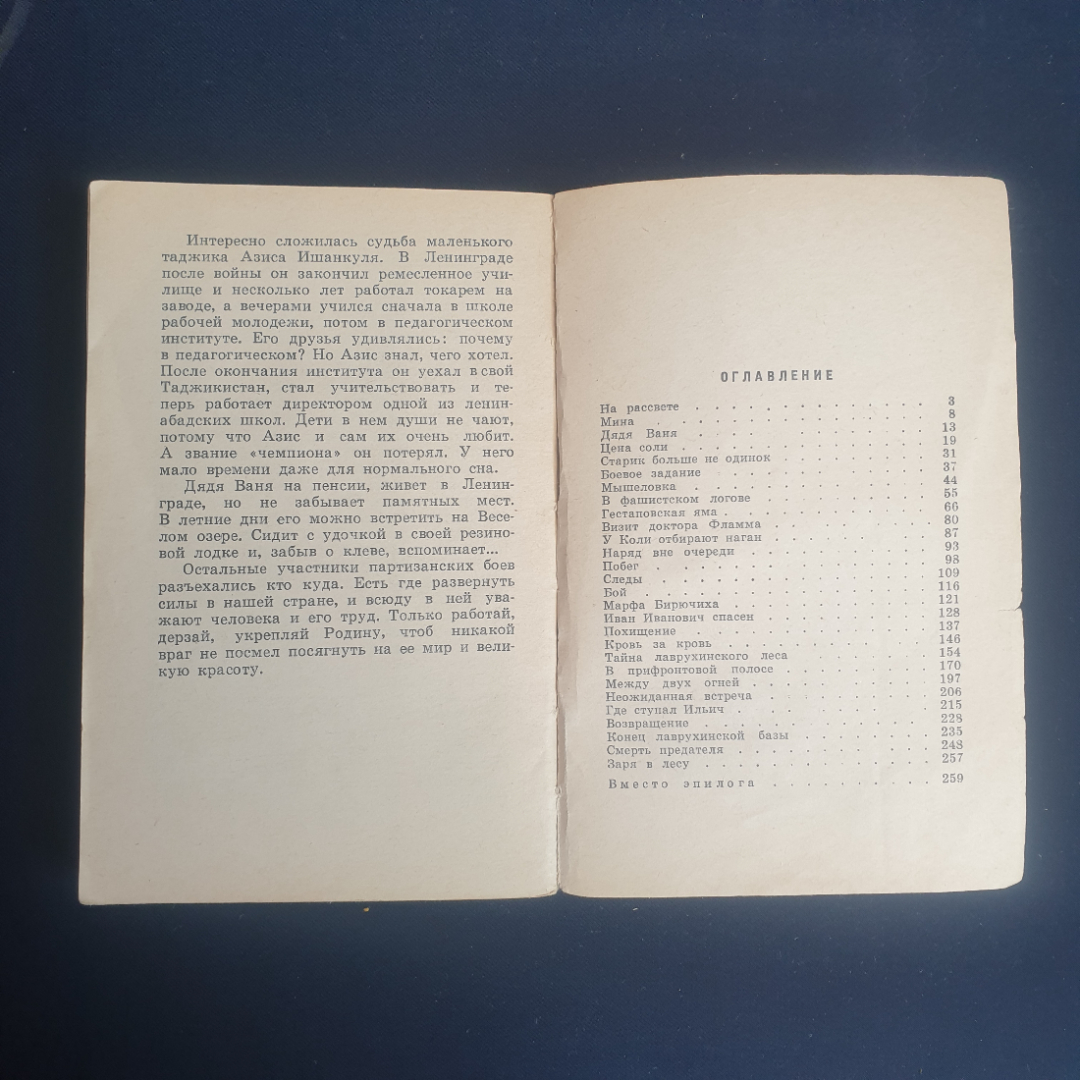 Интересно сложилась судьба маленького
таджика Азиса Ишанкуля. В Ленинграде
после войны он закончил ремесленное учи-
лище и несколько лет работал токарем на
заводе, а вечерами учился сначала в школе
рабочей молодежи, потом в педагогическом
институте. Его друзья удивлялись: почему
в педагогическом? Но Азис знал, чего хотел.
После окончания института он уехал в свой
Таджикистан, стал учительствовать и те-
перь работает директором одной из ленин-
абадских школ. Дети в нем души не чают,
потому что Азис и сам их очень любит.
А звание «чемпиона» он потерял. У него
мало времени даже для нормального сна.
Дядя Ваня на пенсии, живет в Ленин-
граде, но не забывает памятных мест.
В летние дни его можно встретить на Весе-
лом озере. Сидит с удочкой в своей резино-
вой лодке и, забыв о клеве, вспоминает...
Остальные участники партизанских боев
разъехались кто куда. Есть где развернуть
силы в нашей стране, и всюду в ней ува-
жают человека и его труд. Только работай,
дерзай, укрепляй Родину, чтоб никакой
враг не посмел посягнуть на ее мир и вели-
кую красоту.
ОГЛАВЛЕНИЕ
На рассвете . . . . . . . . . . . . . 3
Мина . . . . . . . . . . . . . 8
Дядя Ваня . . . . . . . . . . . . . 13
Цена соли . . . . . . . . . . . . . 19
Старик больше не одинок . . . . . . . . . . 31
Боевое задание . . . . . . . . . . . . 37
Мышеловка . . . . . . . . . . . . . 44
В фашистском логове . . . . . . . . . . . 55
Гестаповская яма . . . . . . . . . . . . 66
Визит доктора Фламма . . . . . . . . . . 80
У Коли отбирают наган . . . . . . . . . . 87
Наряд вне очереди . . . . . . . . . . . 93
Побег . . . . . . . . . . . . . 98
Следы . . . . . . . . . . . . . 109
Бой . . . . . . . . . . . . . 116
Марфа Бирючиха . . . . . . . . . . . . 121
Иван Иванович спасен . . . . . . . . . . 128
Похищение . . . . . . . . . . . . . 137
Кровь за кровь . . . . . . . . . . . . 146
Тайна лаврухинского леса . . . . . . . . . 154
В прифронтовой полосе . . . . . . . . . . 170
Между двух огней . . . . . . . . . . . 197
Неожиданная встреча . . . . . . . . . . 206
Где ступал Ильич . . . . . . . . . . . 215
Возвращение . . . . . . . . . . . . 228
Конец лаврухинской базы . . . . . . . . . 235
Смерть предателя . . . . . . . . . . . 248
Заря в лесу . . . . . . . . . . . . 257
Вместо эпилога . . . . . . . . . . 259